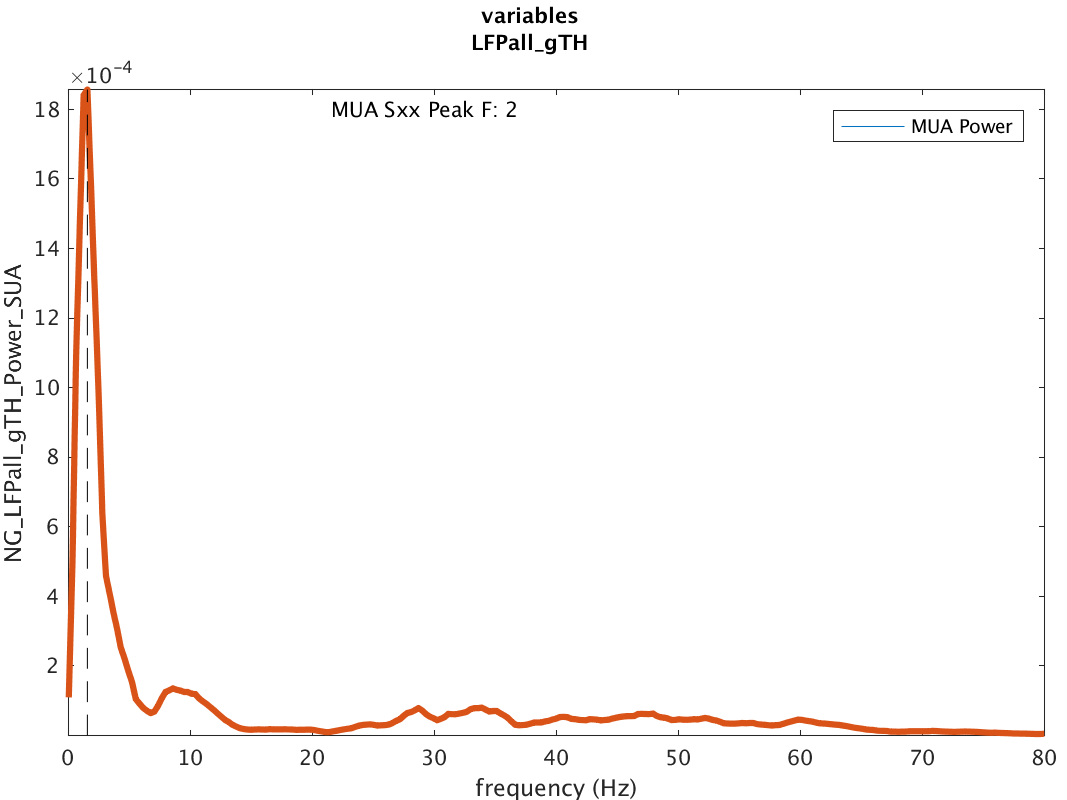 variables
LFPall_gTH
×10⁻⁴
MUA Sxx Peak F: 2
MUA Power
18
16
14
12
10
8
6
4
2
NG_LFPall_gTH_Power_SUA
0 10 20 30 40 50 60 70 80
frequency (Hz)